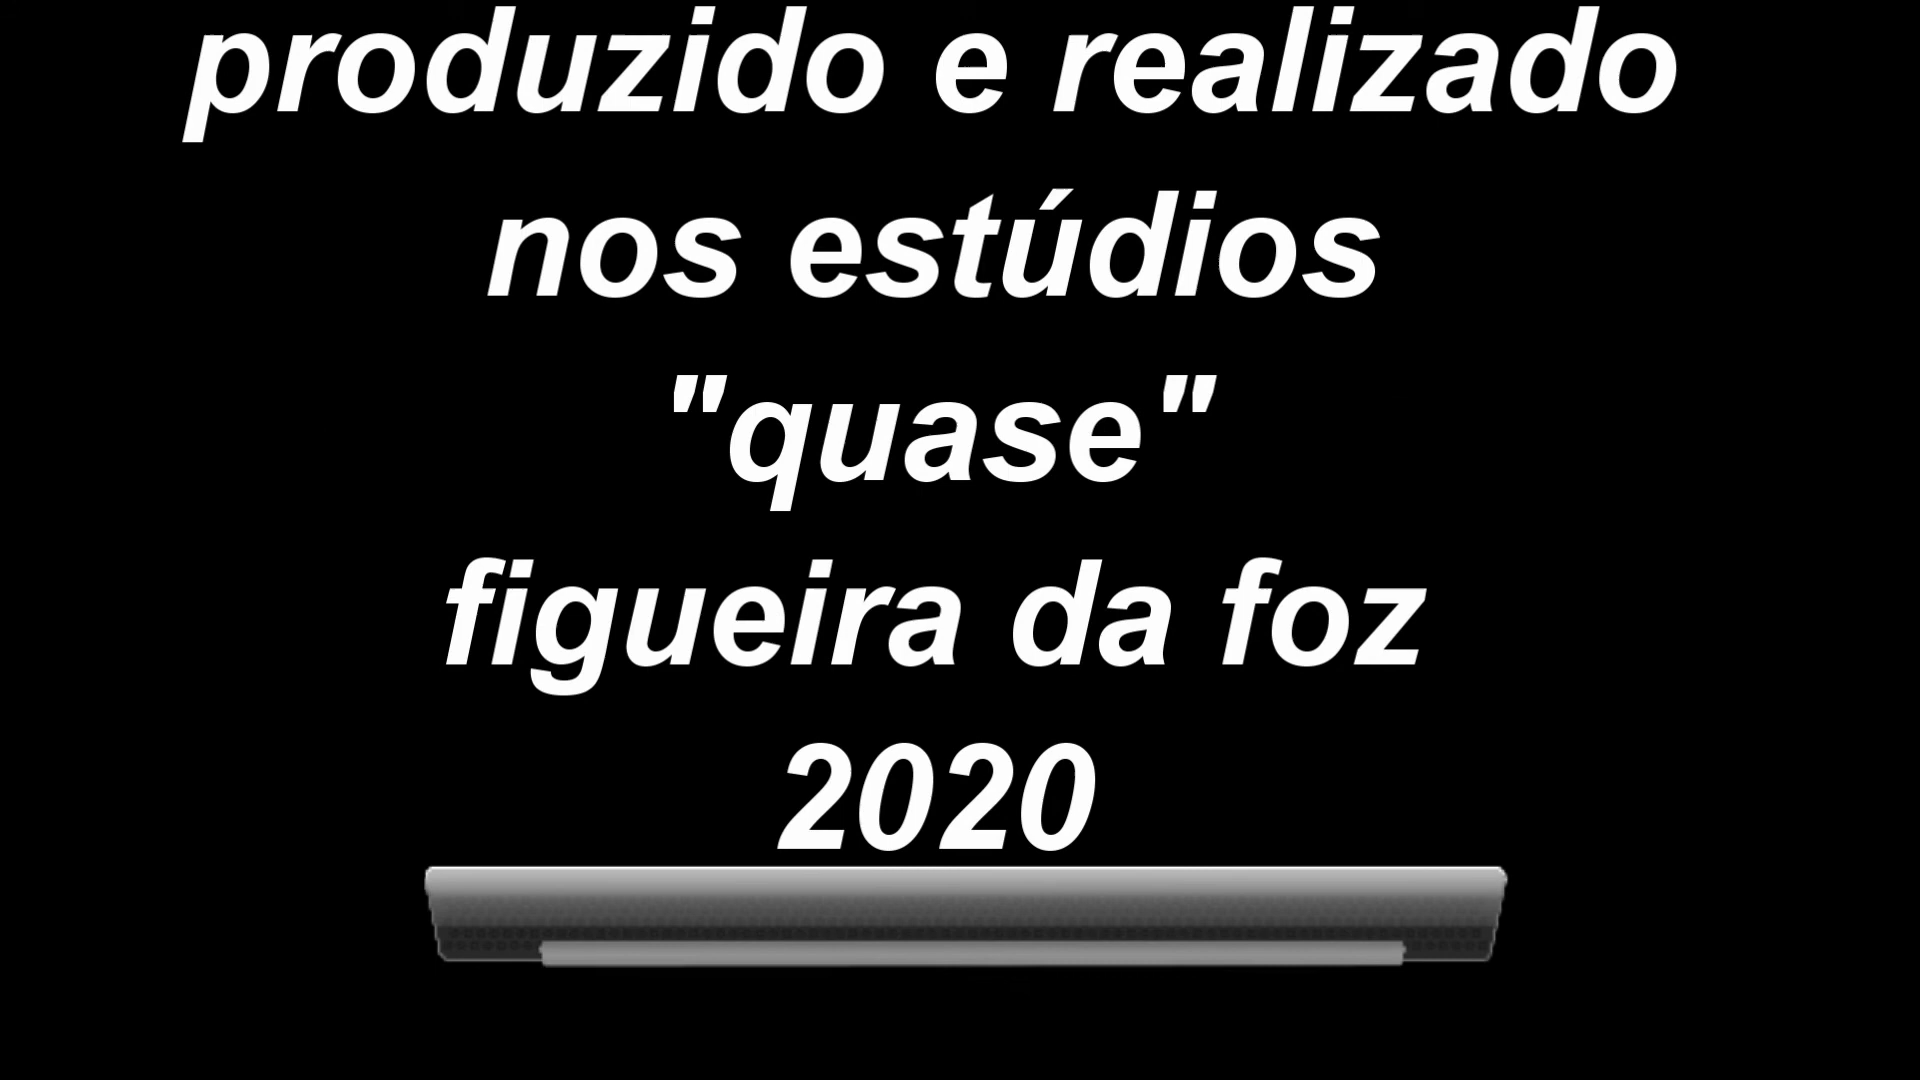 produzido e realizado
nos estúdios
"quase"
figueira da foz
2020